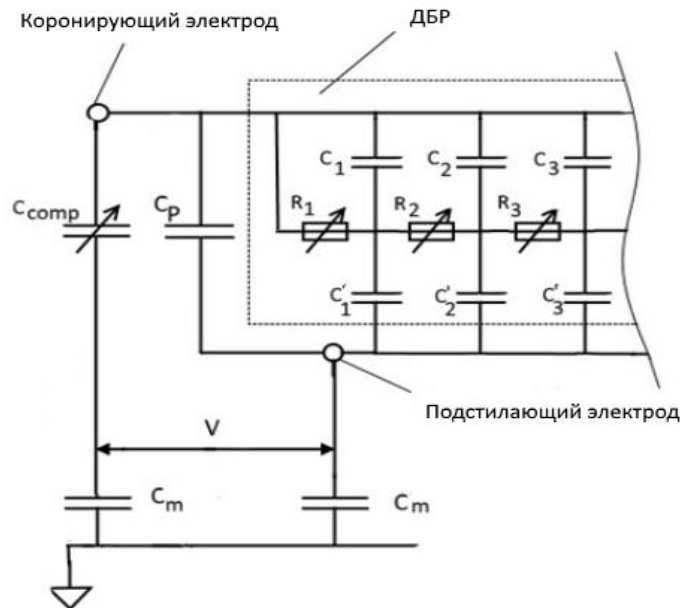 Коронирующий электрод
ДБР
C1
C2
C3
Ccomp
CP
R1
R2
R3
C'1
C'2
C'3
Подстилающий электрод
V
Cm
Cm